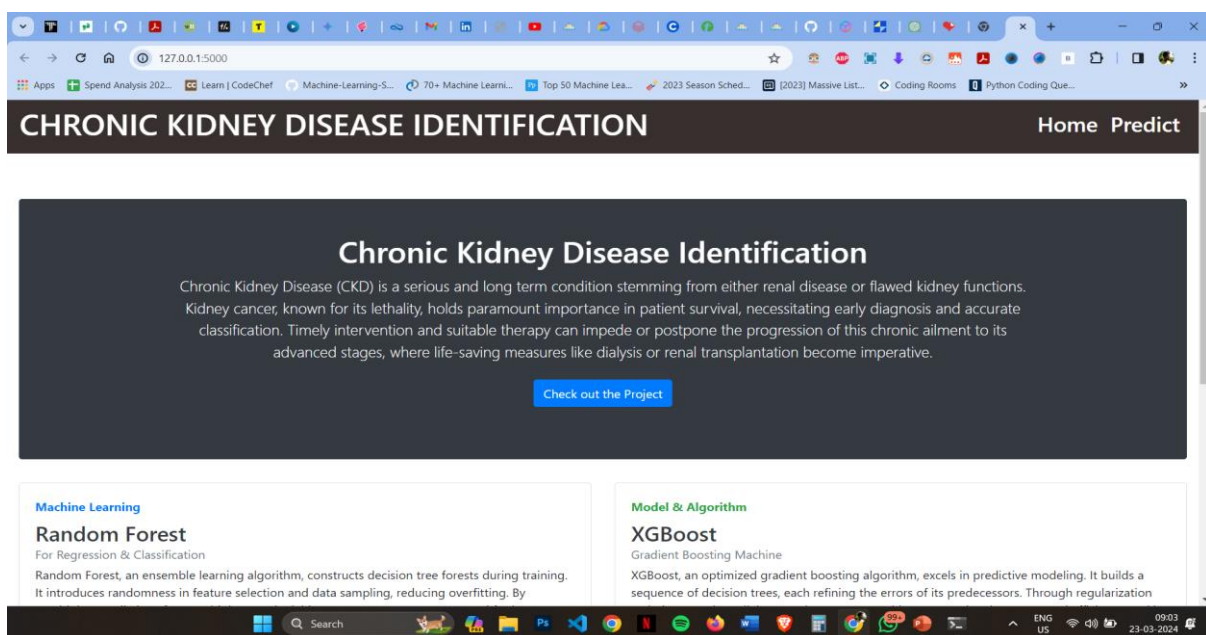 127.0.0.1:5000
Apps Spend Analysis 202... Learn | CodeChef Machine-Learning-S... 70+ Machine Learni... Top 50 Machine Lea... 2023 Season Sched... [2023] Massive List... Coding Rooms Python Coding Que...
CHRONIC KIDNEY DISEASE IDENTIFICATION Home Predict
Chronic Kidney Disease Identification
Chronic Kidney Disease (CKD) is a serious and long term condition stemming from either renal disease or flawed kidney functions.
Kidney cancer, known for its lethality, holds paramount importance in patient survival, necessitating early diagnosis and accurate
classification. Timely intervention and suitable therapy can impede or postpone the progression of this chronic ailment to its
advanced stages, where life-saving measures like dialysis or renal transplantation become imperative.
Check out the Project
Machine Learning
Random Forest
For Regression & Classification
Random Forest, an ensemble learning algorithm, constructs decision tree forests during training.
It introduces randomness in feature selection and data sampling, reducing overfitting. By
Model & Algorithm
XGBoost
Gradient Boosting Machine
XGBoost, an optimized gradient boosting algorithm, excels in predictive modeling. It builds a
sequence of decision trees, each refining the errors of its predecessors. Through regularization
Search
99+
ENG
US
09:03
23-03-2024